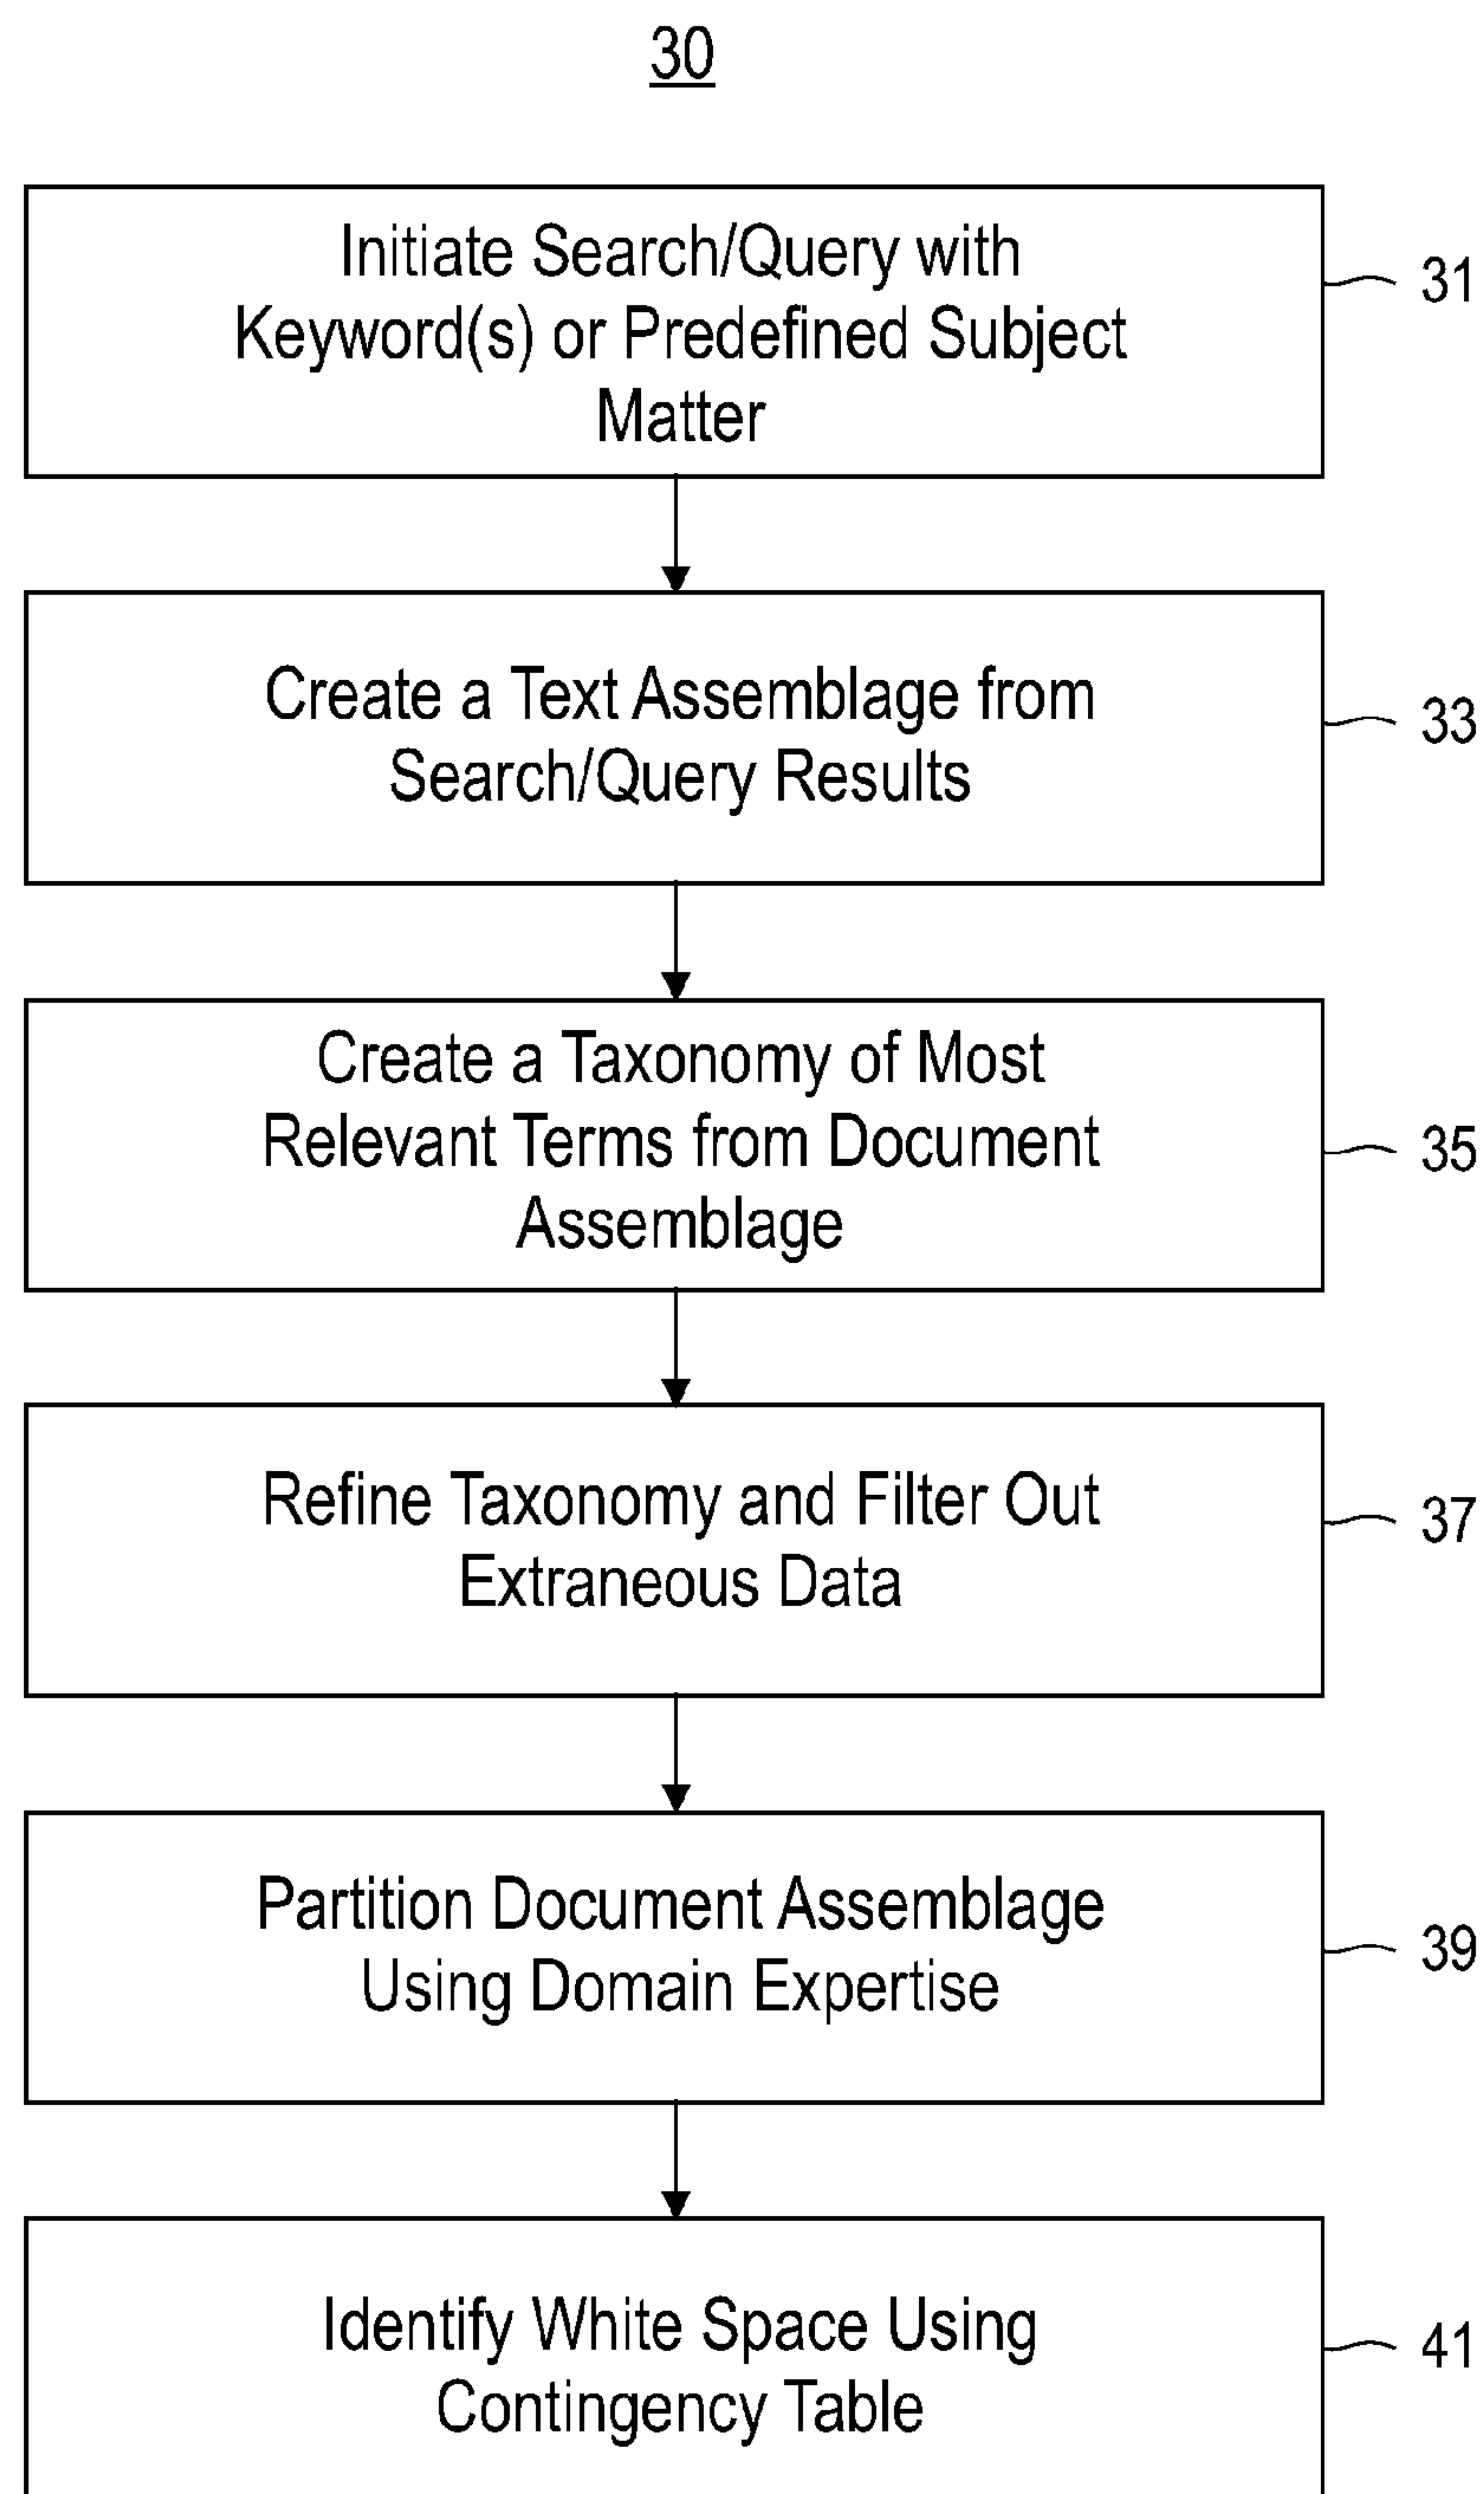 30
Initiate Search/Query with
Keyword(s) or Predefined Subject
Matter
31
Create a Text Assemblage from
Search/Query Results
33
Create a Taxonomy of Most
Relevant Terms from Document
Assemblage
35
Refine Taxonomy and Filter Out
Extraneous Data
37
Partition Document Assemblage
Using Domain Expertise
39
Identify White Space Using
Contingency Table
41